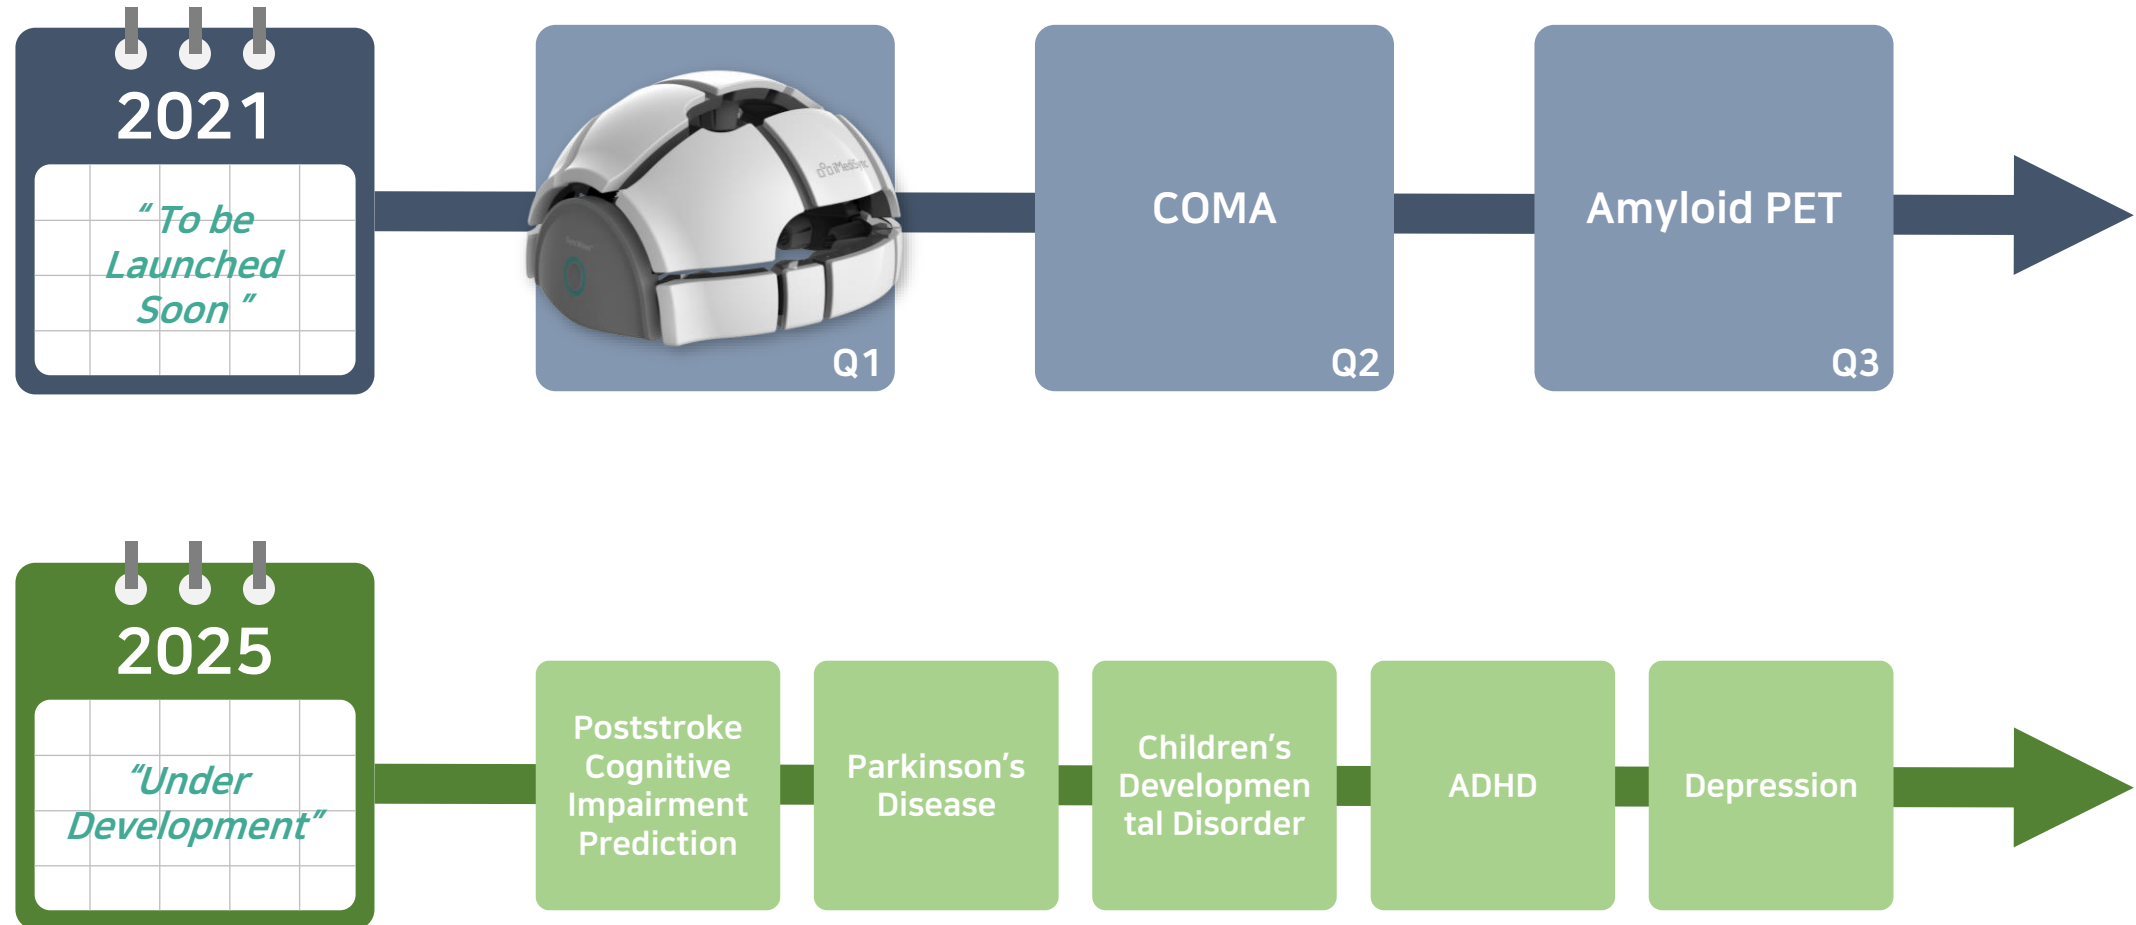 2021
“ To be
Launched
Soon ”
iMediSync
Q1
COMA
Q2
Amyloid PET
Q3
2025
“Under
Development”
Poststroke
Cognitive
Impairment
Prediction
Parkinson’s
Disease
Children’s
Developmen
tal Disorder
ADHD
Depression